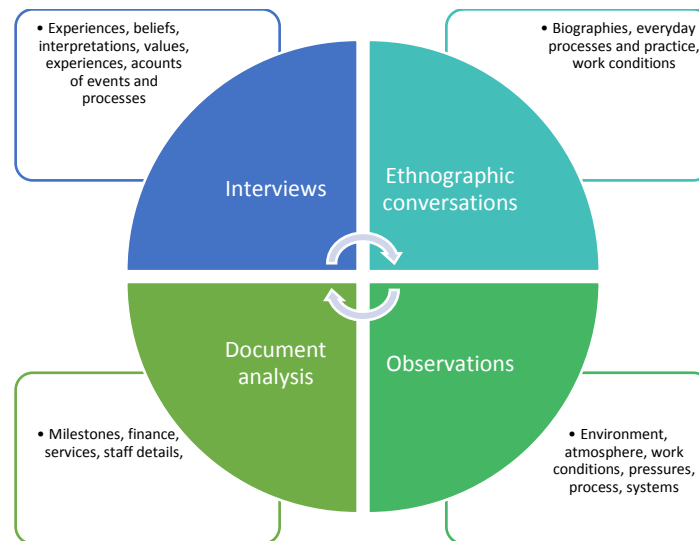 • Experiences, beliefs,
interpretations, values,
experiences, acounts
of events and
processes
• Biographies, everyday
processes and practice,
work conditions
Interviews
Ethnographic
conversations
Document
analysis
Observations
• Milestones, finance,
services, staff details,
• Environment,
atmosphere, work
conditions, pressures,
process, systems